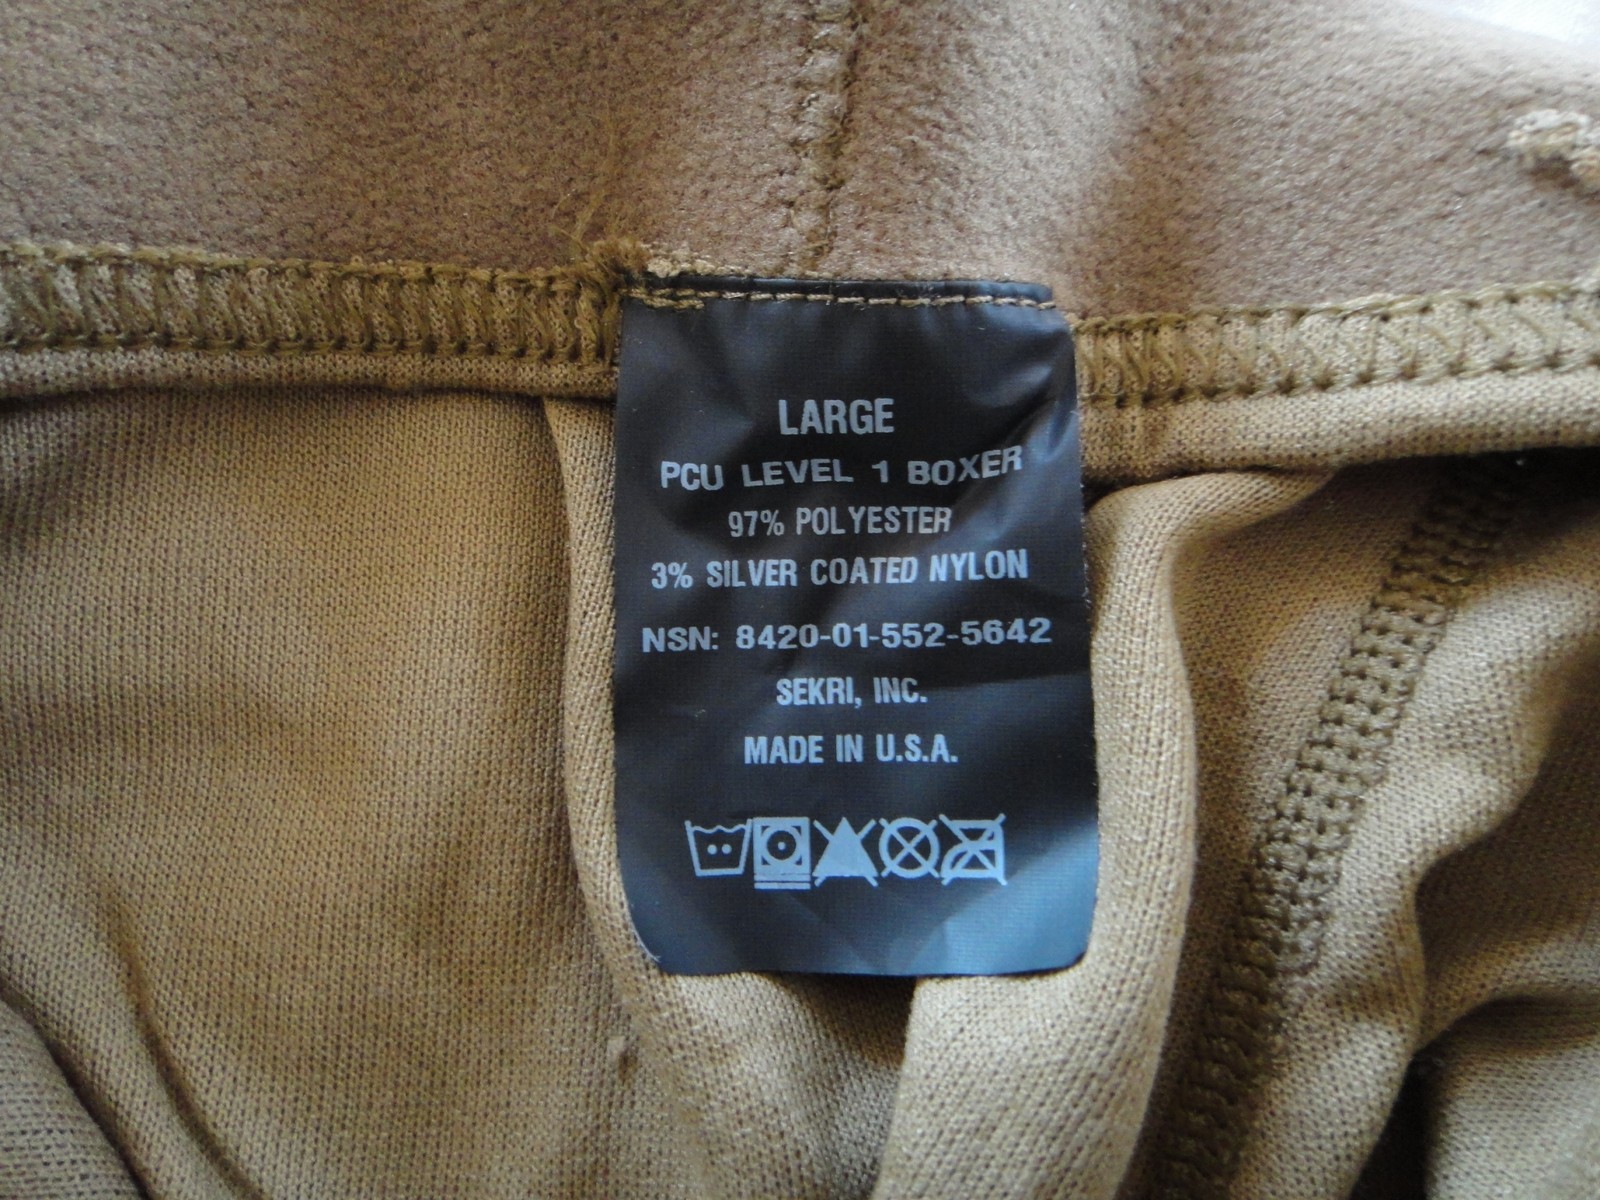 LARGE
PCU LEVEL 1 BOXER
97% POLYESTER
3% SILVER COATED NYLON
NSN: 8420-01-552-5642
SEKRI, INC.
MADE IN U.S.A.